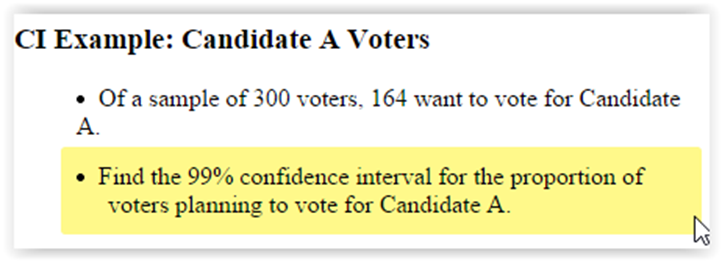 CI Example: Candidate A Voters
• Of a sample of 300 voters, 164 want to vote for Candidate
A.
• Find the 99% confidence interval for the proportion of
voters planning to vote for Candidate A.